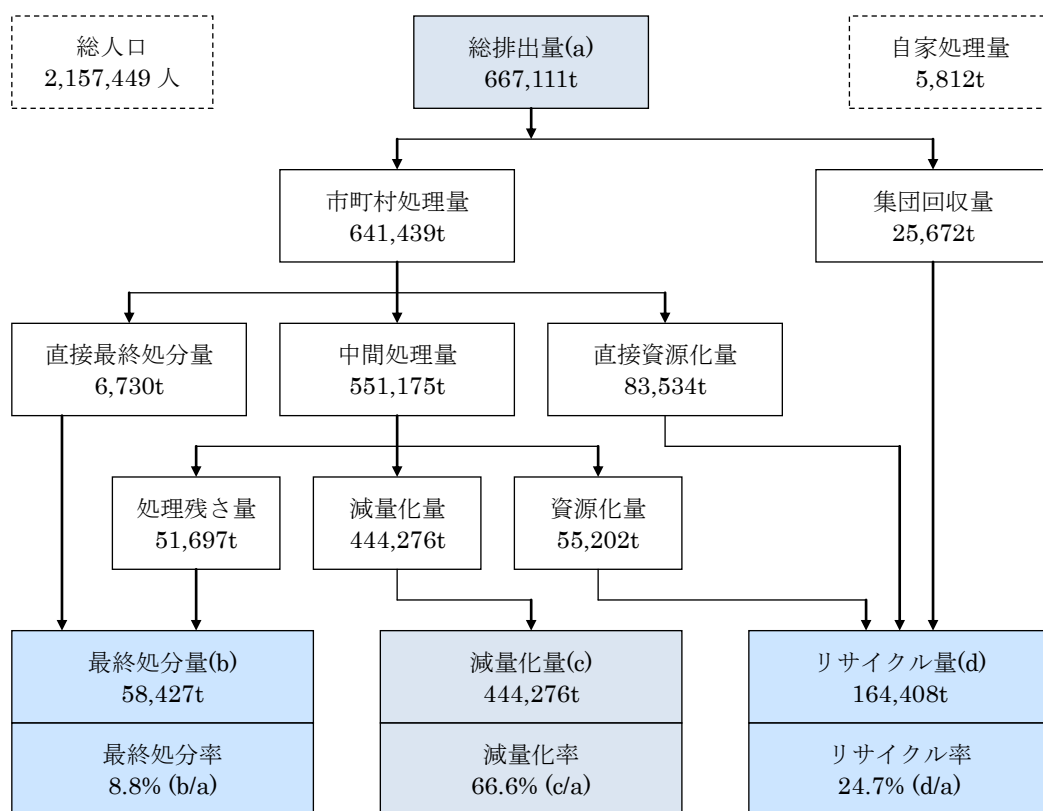 総人口
2,157,449 人
総排出量(a)
667,111t
自家処理量
5,812t
市町村処理量
641,439t
集団回収量
25,672t
直接最終処分量
6,730t
中間処理量
551,175t
直接資源化量
83,534t
処理残さ量
51,697t
減量化量
444,276t
資源化量
55,202t
最終処分量(b)
58,427t
減量化量(c)
444,276t
リサイクル量(d)
164,408t
最終処分率
8.8% (b/a)
減量化率
66.6% (c/a)
リサイクル率
24.7% (d/a)